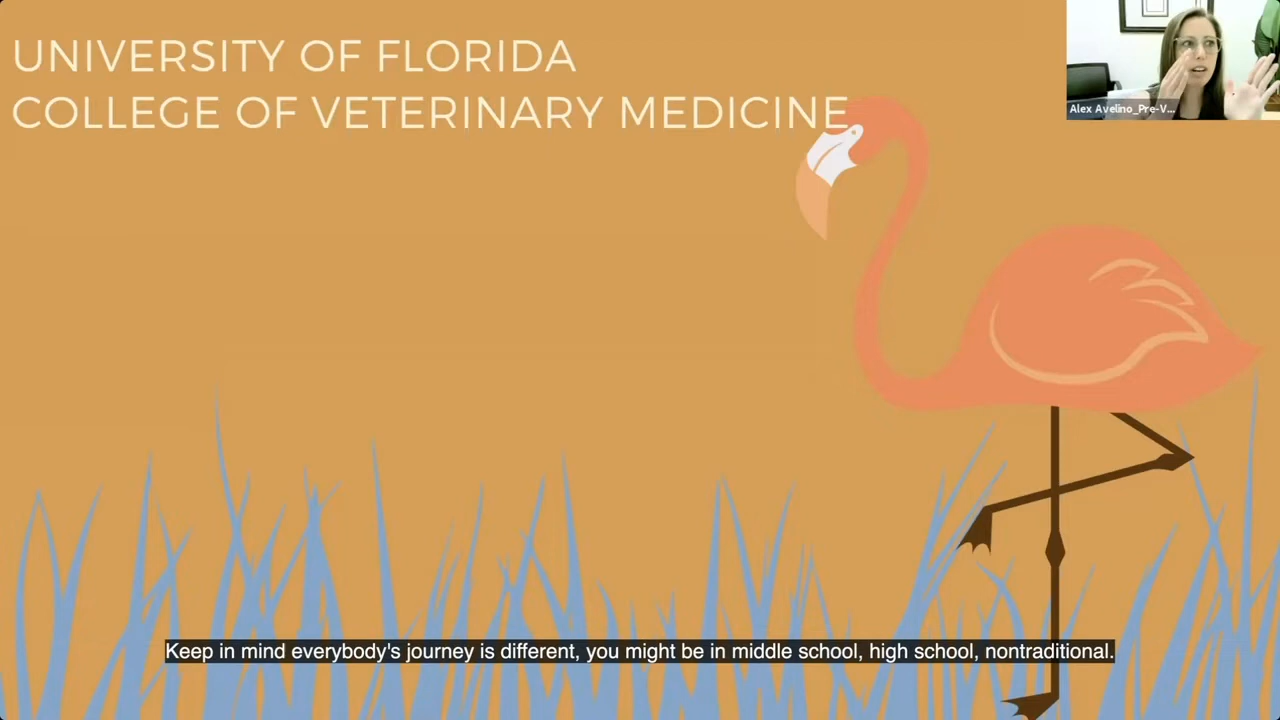 UNIVERSITY OF FLORIDA
COLLEGE OF VETERINARY MEDICINE
Alex Avelino_Pre-V...
Keep in mind everybody's journey is different, you might be in middle school, high school, nontraditional.